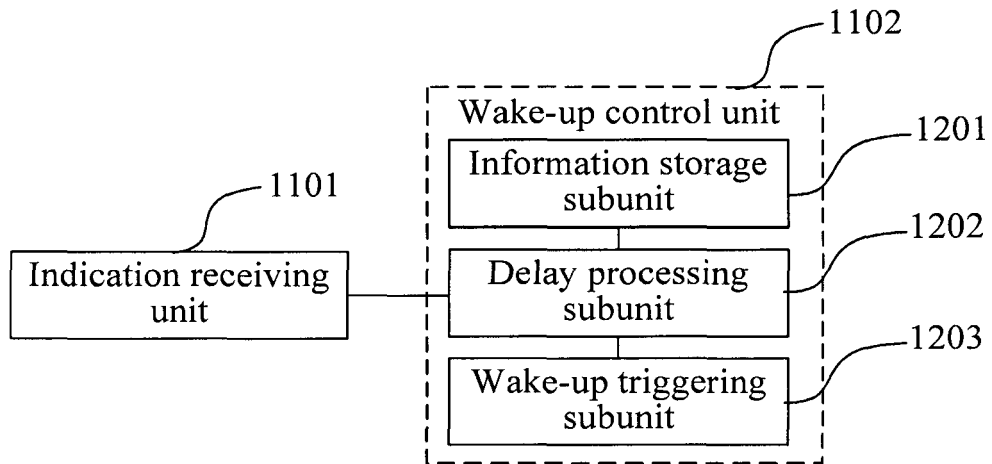 1102
Wake-up control unit
1201
Information storage
subunit
1101
1202
Indication receiving
unit
Delay processing
subunit
1203
Wake-up triggering
subunit